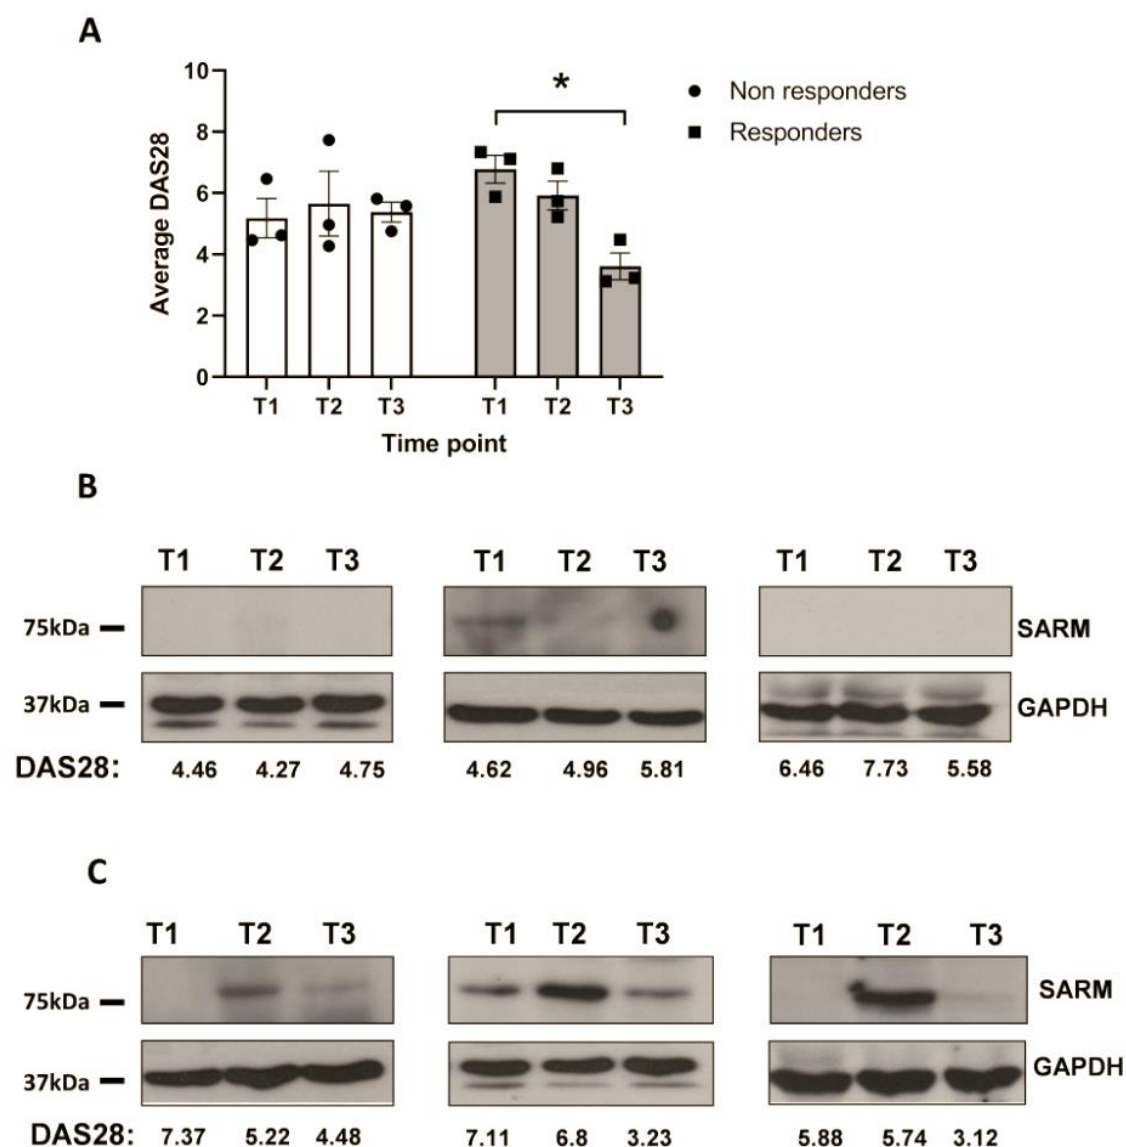 A
*
10
8
6
4
2
0
Average DAS28
Non responders
Responders
T1 T2 T3 T1 T2 T3
Time point
B
T1 T2 T3 T1 T2 T3 T1 T2 T3
75kDa SARM
37kDa GAPDH
DAS28: 4.46 4.27 4.75 4.62 4.96 5.81 6.46 7.73 5.58
C
T1 T2 T3 T1 T2 T3 T1 T2 T3
75kDa SARM
37kDa GAPDH
DAS28: 7.37 5.22 4.48 7.11 6.8 3.23 5.88 5.74 3.12